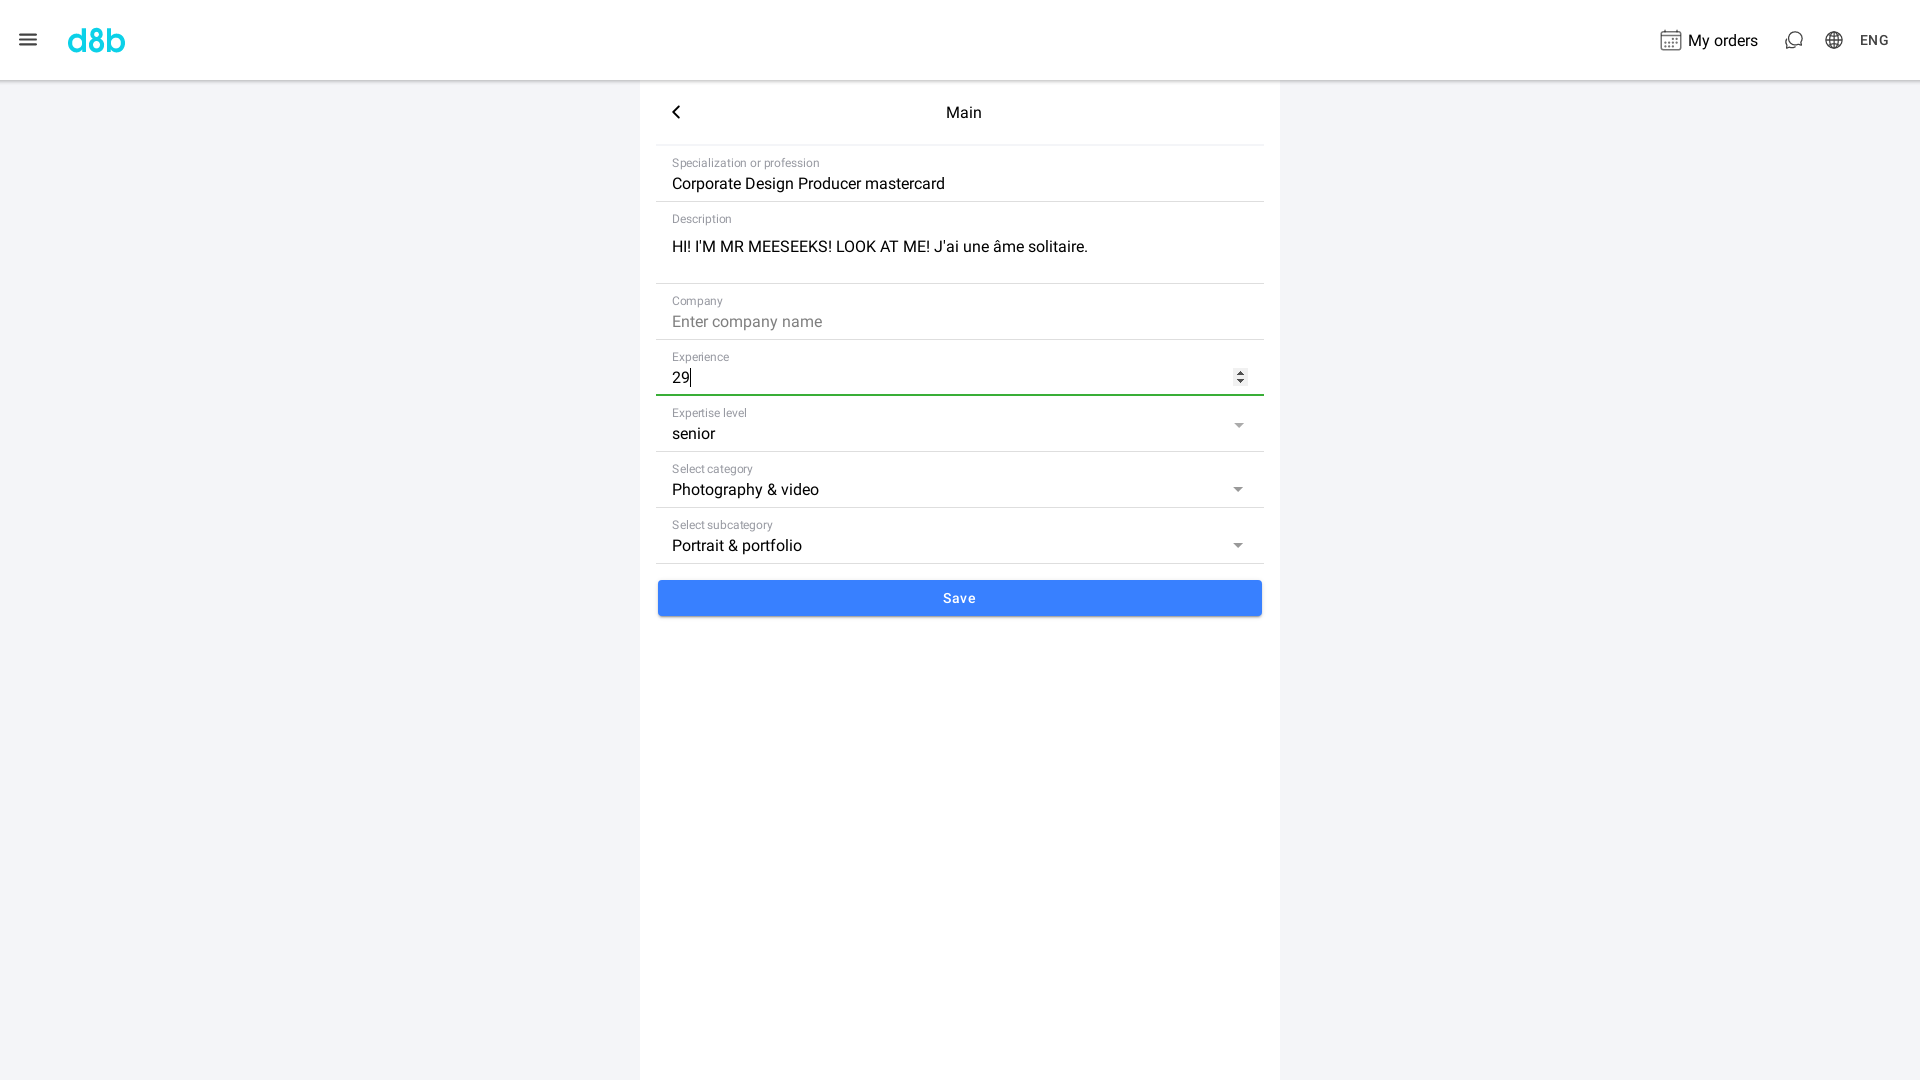 d8b
My orders
ENG
Main
Specialization or profession
Corporate Design Producer mastercard
Description
HI! I'M MR MEESEEKS! LOOK AT ME! J'ai une âme solitaire.
Company
Enter company name
Experience
29
Expertise level
senior
Select category
Photography & video
Select subcategory
Portrait & portfolio
Save